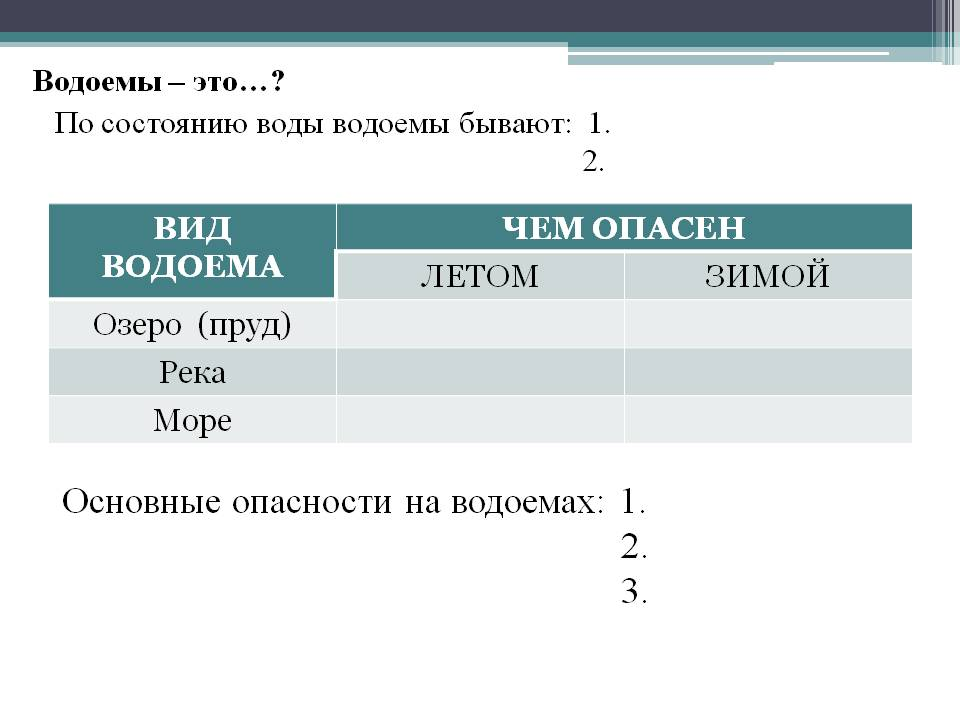 Водоемы – это…?
По состоянию воды водоемы бывают: 1.
2.
ВИД
ВОДОЕМА
ЧЕМ ОПАСЕН
ЛЕТОМ
ЗИМОЙ
Озеро (пруд)
Река
Море
Основные опасности на водоемах: 1.
2.
3.